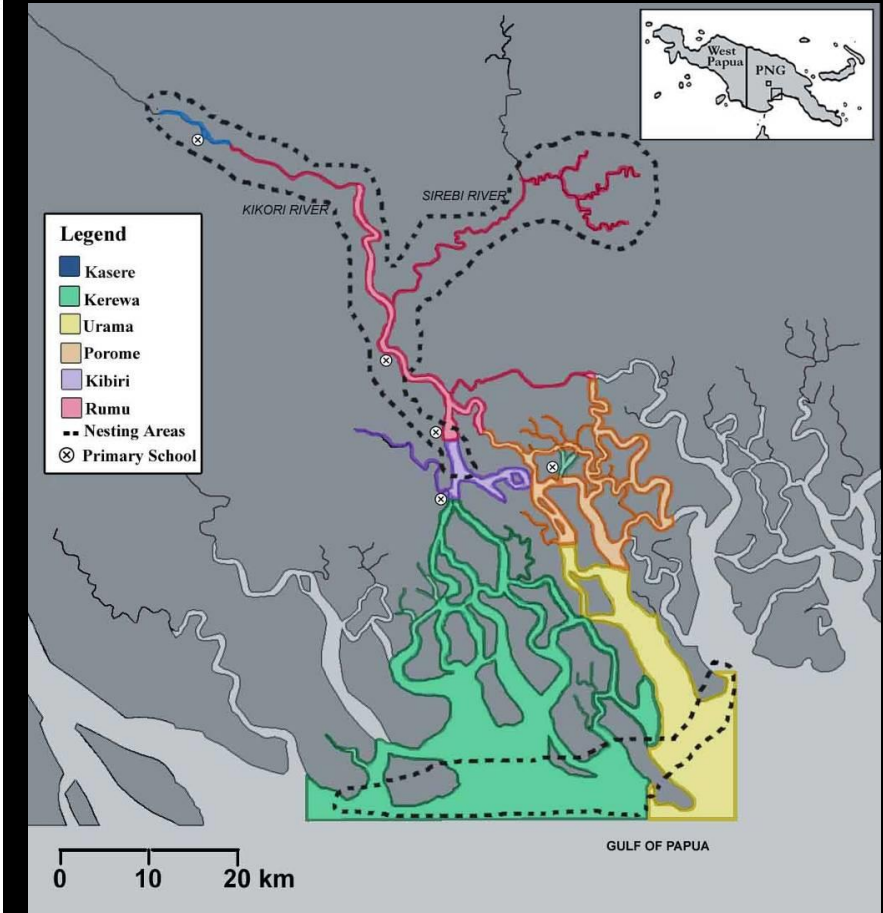 West
Papua
PNG
SIREBI RIVER
KIKORI RIVER
Legend
Kasere
Kerewa
Urama
Porome
Kibiri
Rumu
Nesting Areas
Primary School
GULF OF PAPUA
0 10 20 km